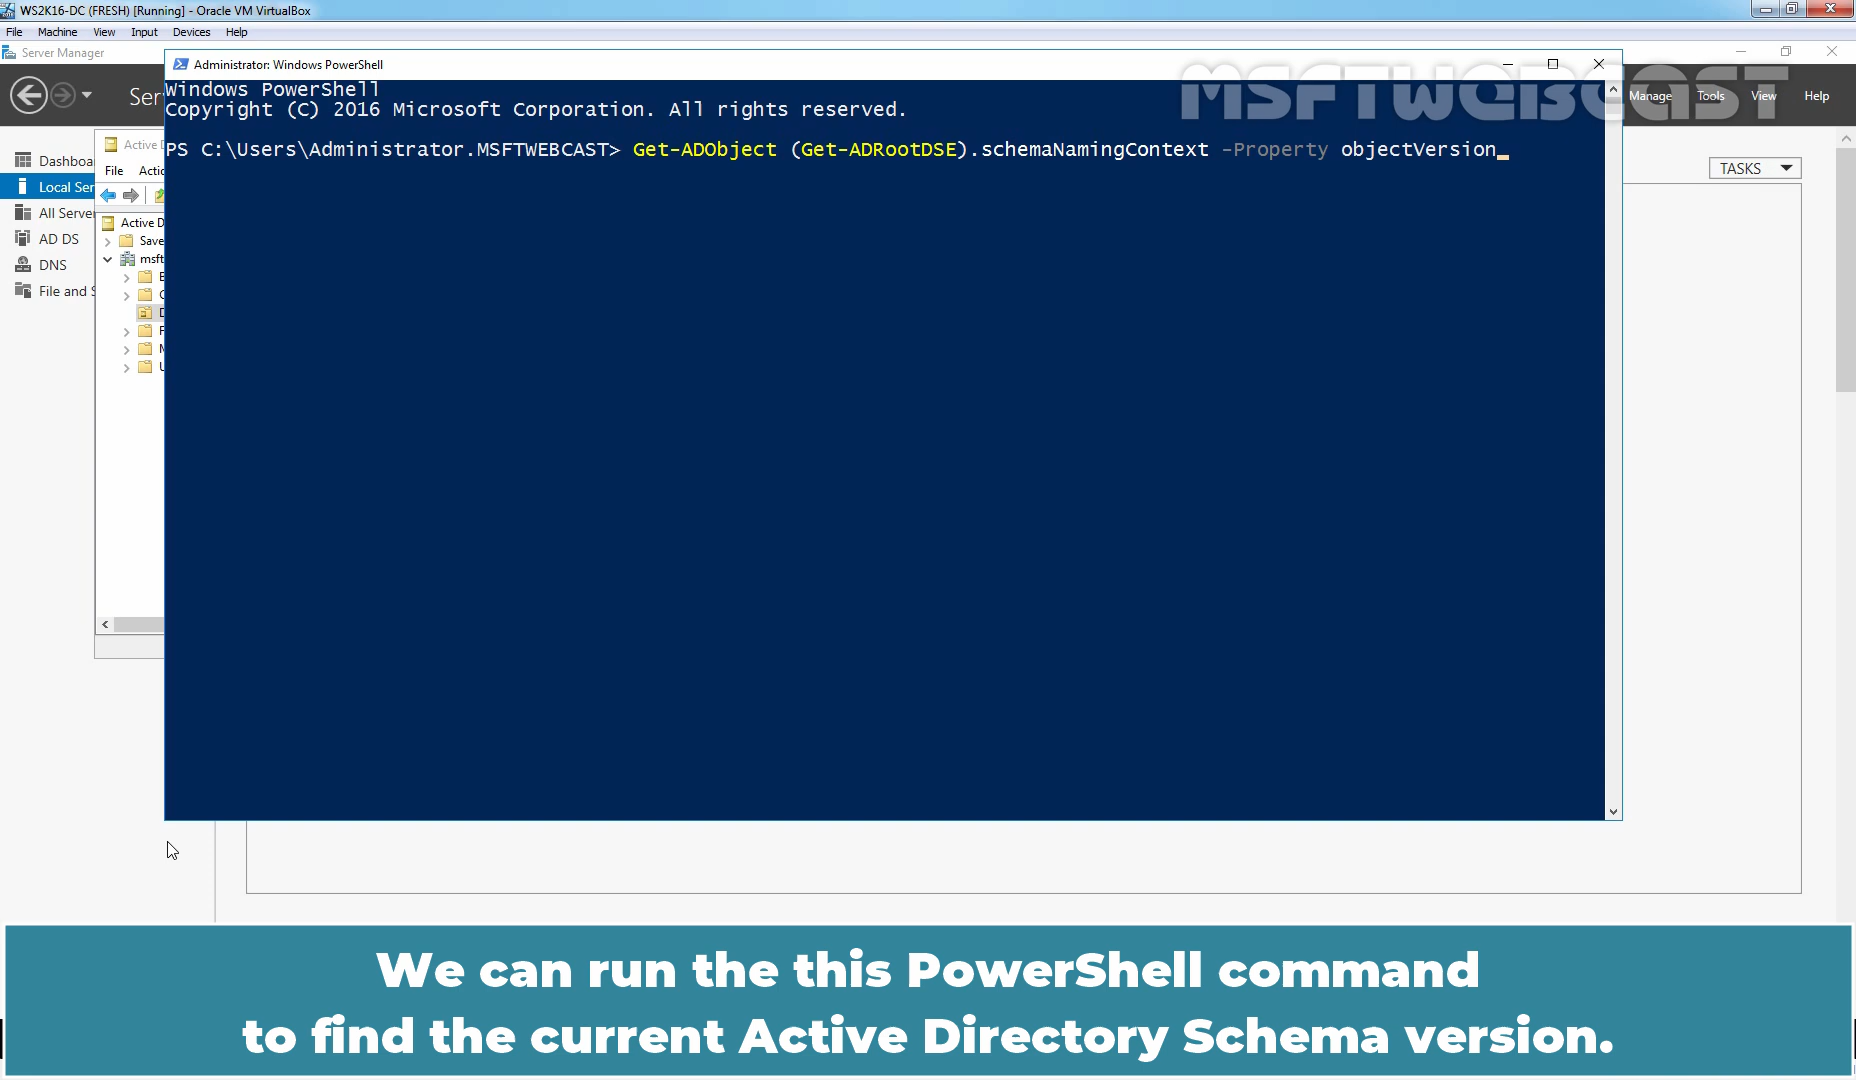 WS2K16-DC (FRESH) [Running] - Oracle VM VirtualBox
File Machine View Input Devices Help
Server Manager
Administrator: Windows PowerShell
MSFTWEBCAST
Ser
Manage Tools View Help
Windows PowerShell
Copyright (C) 2016 Microsoft Corporation. All rights reserved.
PS C:\Users\Administrator.MSFTWEBCAST> Get-ADObject (Get-ADRootDSE).schemaNamingContext -Property objectVersion_
TASKS
Dashboa
Local Ser
All Serve
AD DS
DNS
File and S
Active D
File Actio
Active D
Save
msft
We can run the this PowerShell command
to find the current Active Directory Schema version.